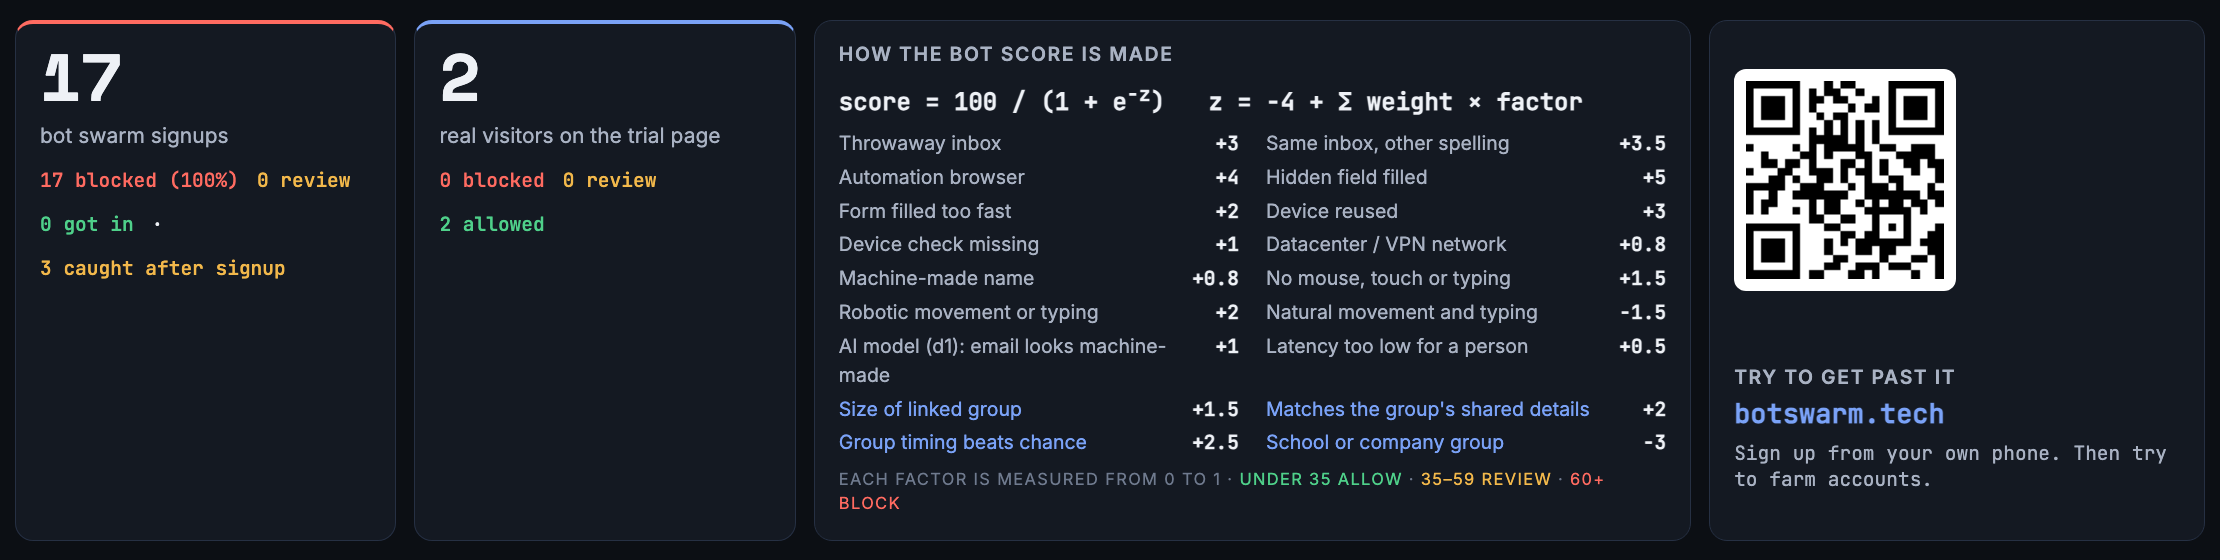 17
bot swarm signups
17 blocked (100%) 0 review
0 got in ·
3 caught after signup
2
real visitors on the trial page
0 blocked 0 review
2 allowed
HOW THE BOT SCORE IS MADE
score = 100 / (1 + e^-z) z = -4 + Σ weight × factor
Throwaway inbox +3 Same inbox, other spelling +3.5
Automation browser +4 Hidden field filled +5
Form filled too fast +2 Device reused +3
Device check missing +1 Datacenter / VPN network +0.8
Machine-made name +0.8 No mouse, touch or typing +1.5
Robotic movement or typing +2 Natural movement and typing -1.5
AI model (d1): email looks machine- +1 Latency too low for a person +0.5
made
Size of linked group +1.5 Matches the group's shared details +2
Group timing beats chance +2.5 School or company group -3
EACH FACTOR IS MEASURED FROM 0 TO 1 · UNDER 35 ALLOW · 35–59 REVIEW · 60+
BLOCK
TRY TO GET PAST IT
botswarm.tech
Sign up from your own phone. Then try
to farm accounts.